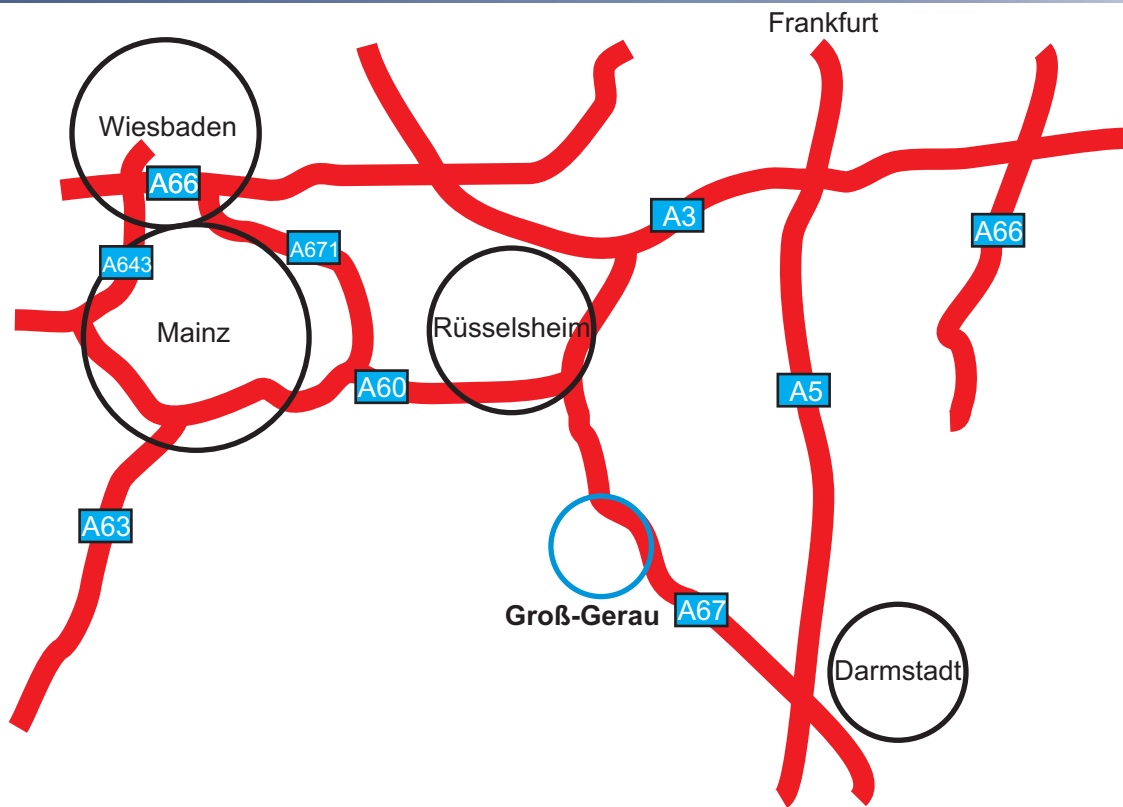 Frankfurt
Wiesbaden
A66
A3
A66
A671
A643
Mainz
Rüsselsheim
A60
A5
A63
Groß-Gerau
A67
Darmstadt